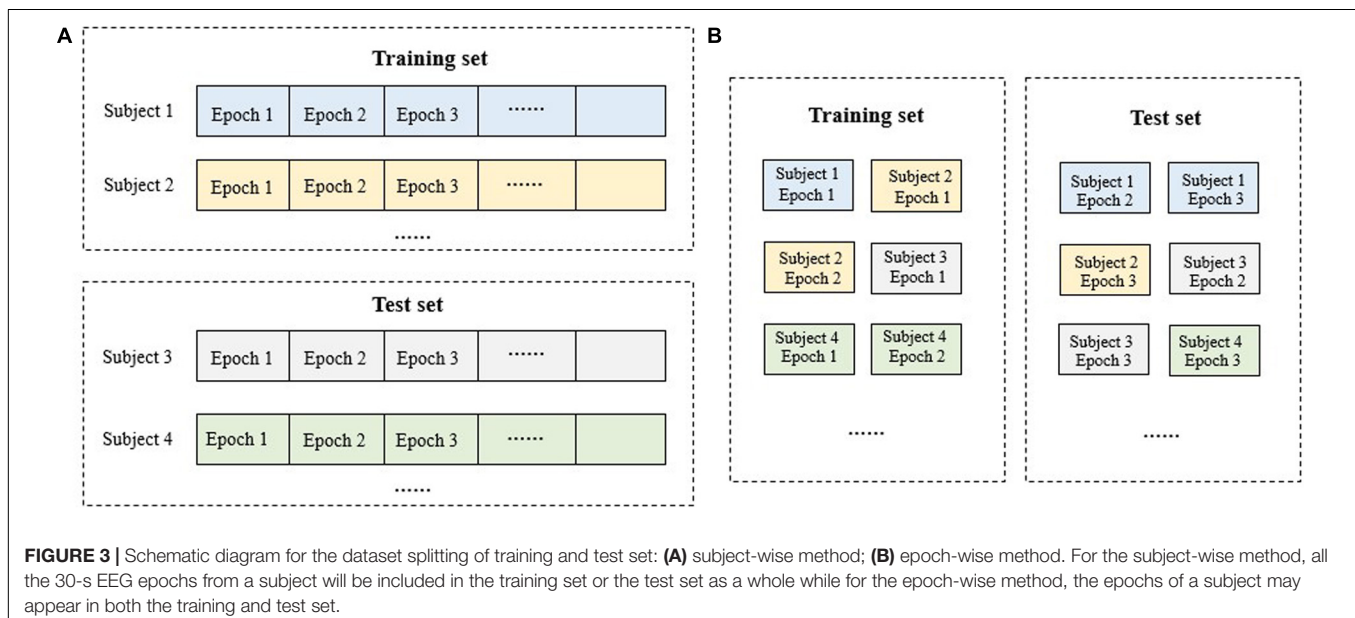 A
Training set
Subject 1
Epoch 1 Epoch 2 Epoch 3 ......
Subject 2
Epoch 1 Epoch 2 Epoch 3 ......
......
Test set
Subject 3
Epoch 1 Epoch 2 Epoch 3 ......
Subject 4
Epoch 1 Epoch 2 Epoch 3 ......
......
B
Training set
Subject 1
Epoch 1
Subject 2
Epoch 1
Subject 2
Epoch 2
Subject 3
Epoch 1
Subject 4
Epoch 1
Subject 4
Epoch 2
......
Test set
Subject 1
Epoch 2
Subject 1
Epoch 3
Subject 2
Epoch 3
Subject 3
Epoch 2
Subject 3
Epoch 3
Subject 4
Epoch 3
......
FIGURE 3 | Schematic diagram for the dataset splitting of training and test set: (A) subject-wise method; (B) epoch-wise method. For the subject-wise method, all
the 30-s EEG epochs from a subject will be included in the training set or the test set as a whole while for the epoch-wise method, the epochs of a subject may
appear in both the training and test set.